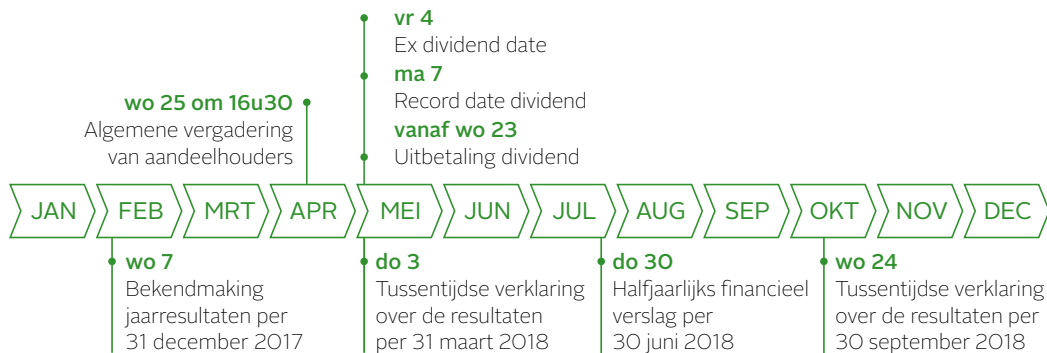 vr 4
Ex dividend date
ma 7
Record date dividend
vanaf wo 23
Uitbetaling dividend
wo 25 om 16u30
Algemene vergadering
van aandeelhouders
JAN FEB MRT APR MEI JUN JUL AUG SEP OKT NOV DEC
wo 7
Bekendmaking
jaarresultaten per
31 december 2017
do 3
Tussentijdse verklaring
over de resultaten
per 31 maart 2018
do 30
Halfjaarlijks financieel
verslag per
30 juni 2018
wo 24
Tussentijdse verklaring
over de resultaten per
30 september 2018